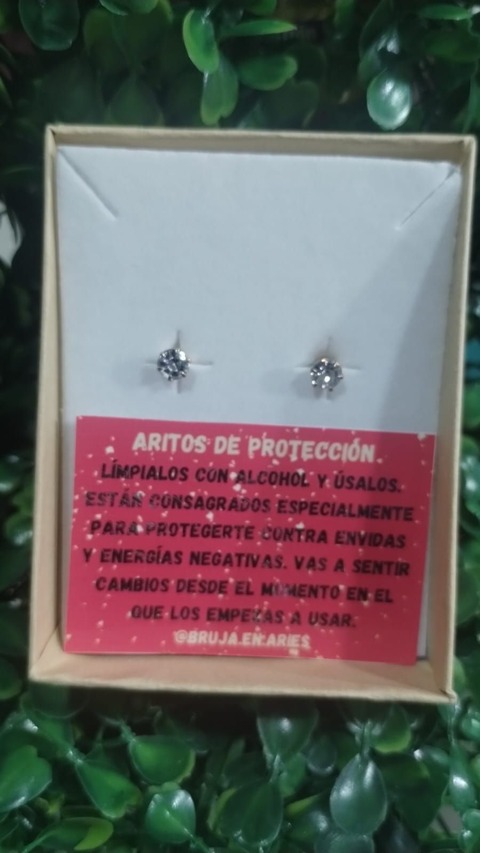 ARITOS DE PROTECCIÓN
LÍMPIALOS CON ALCOHOL Y ÚSALOS.
ESTÁN CONSAGRADOS ESPECIALMENTE
PARA PROTEGERTE CONTRA ENVIDAS
Y ENERGÍAS NEGATIVAS. VAS A SENTIR
CAMBIOS DESDE EL MOMENTO EN EL
QUE LOS EMPEZAS A USAR.
@BRUJA.EN.ARIES